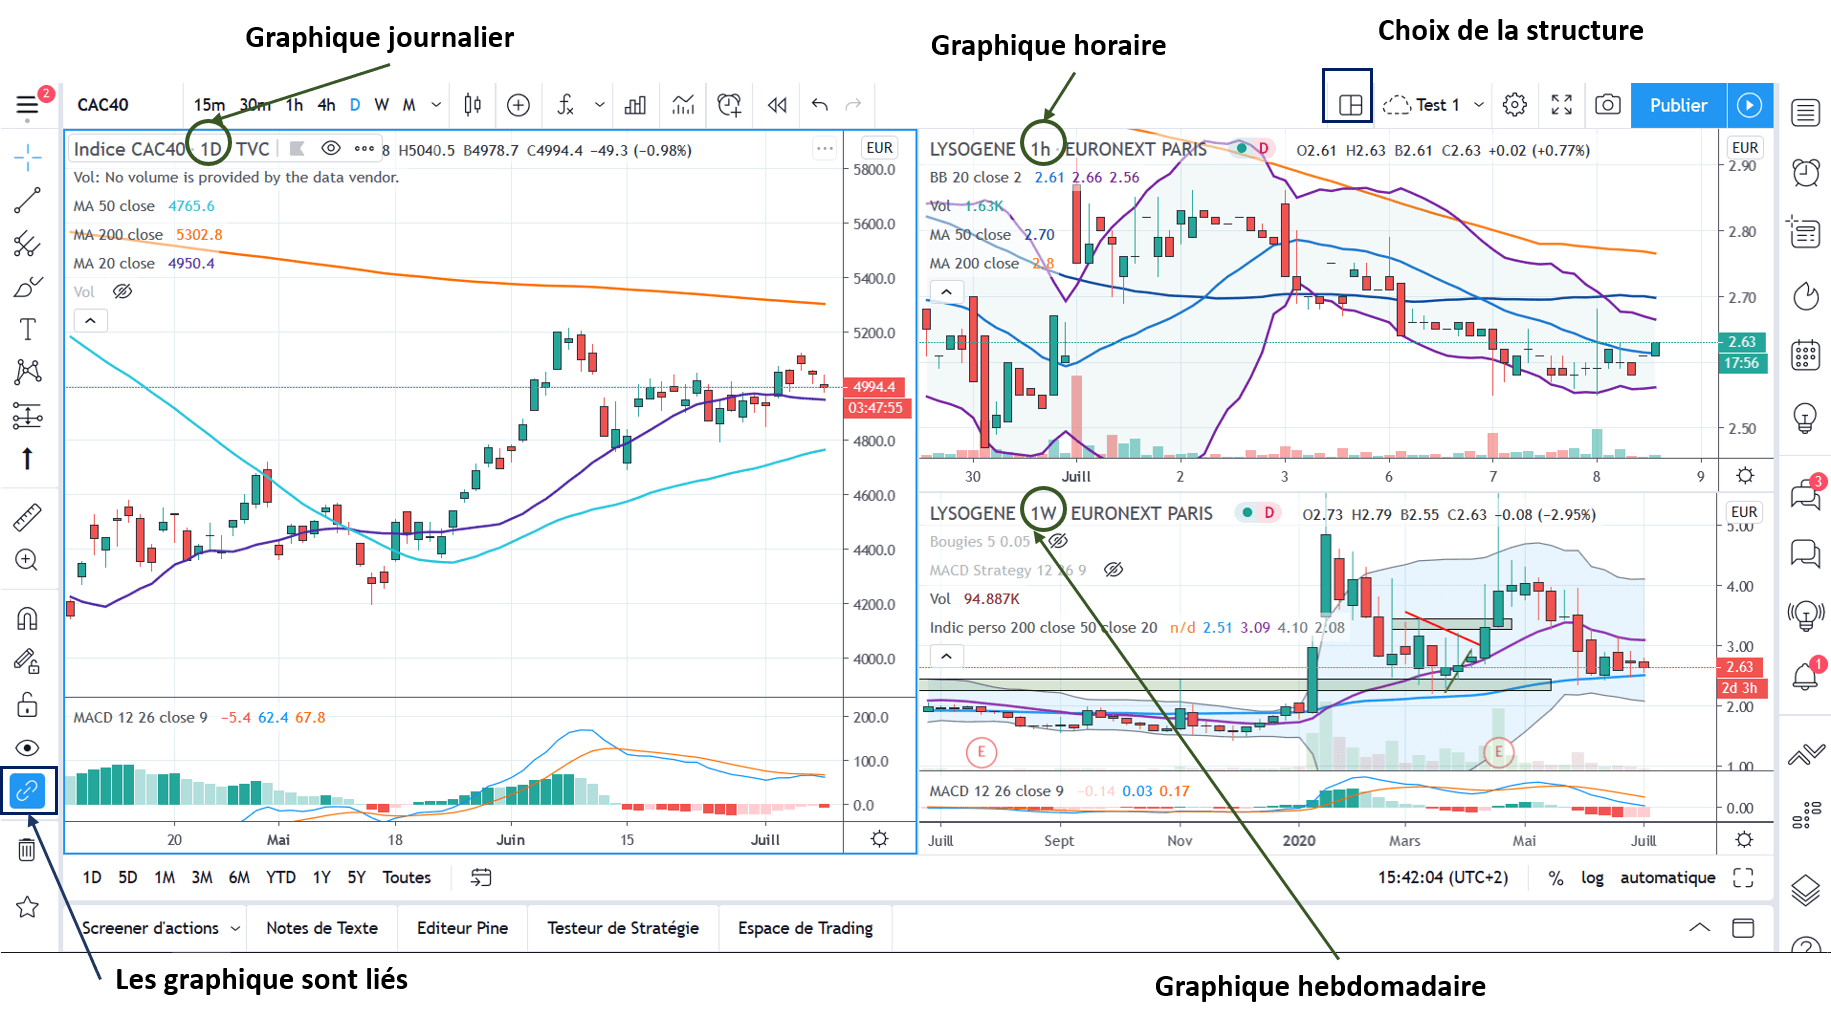 Graphique journalier
Graphique horaire
Choix de la structure
2
CAC40
15m 30m 1h 4h D W M
Test 1
Publier
Indice CAC40 · 1D · TVC
8 H5040.5 B4978.7 C4994.4 −49.3 (−0.98%)
EUR
Vol: No volume is provided by the data vendor.
MA 50 close 4765.6
MA 200 close 5302.8
MA 20 close 4950.4
Vol
5800.0
5600.0
5400.0
5200.0
4994.4
03:47:55
4800.0
4600.0
4400.0
4200.0
4000.0
MACD 12 26 close 9 −5.4 62.4 67.8
200.0
100.0
0.0
20 Mai 18 Juin 15 Juill
LYSOGENE · 1h · EURONEXT PARIS D O2.61 H2.63 B2.61 C2.63 +0.02 (+0.77%)
EUR
BB 20 close 2 2.61 2.66 2.56
Vol 1.63K
MA 50 close 2.70
MA 200 close 2.8
2.90
2.80
2.70
2.63
17:56
2.50
30 Juill 2 3 6 7 8 9
LYSOGENE · 1W · EURONEXT PARIS D O2.73 H2.79 B2.55 C2.63 −0.08 (−2.95%)
EUR
Bougies 5 0.05
MACD Strategy 12 26 9
Vol 94.887K
Indic perso 200 close 50 close 20 n/d 2.51 3.09 4.10 2.08
5.00
4.00
3.00
2.63
2d 3h
2.00
1.00
E
E
MACD 12 26 close 9 −0.14 0.03 0.17
0.00
Juill Sept Nov 2020 Mars Mai Juill
3
1
1D 5D 1M 3M 6M YTD 1Y 5Y Toutes
15:42:04 (UTC+2) % log automatique
Screener d'actions Notes de Texte Editeur Pine Testeur de Stratégie Espace de Trading
Les graphique sont liés
Graphique hebdomadaire